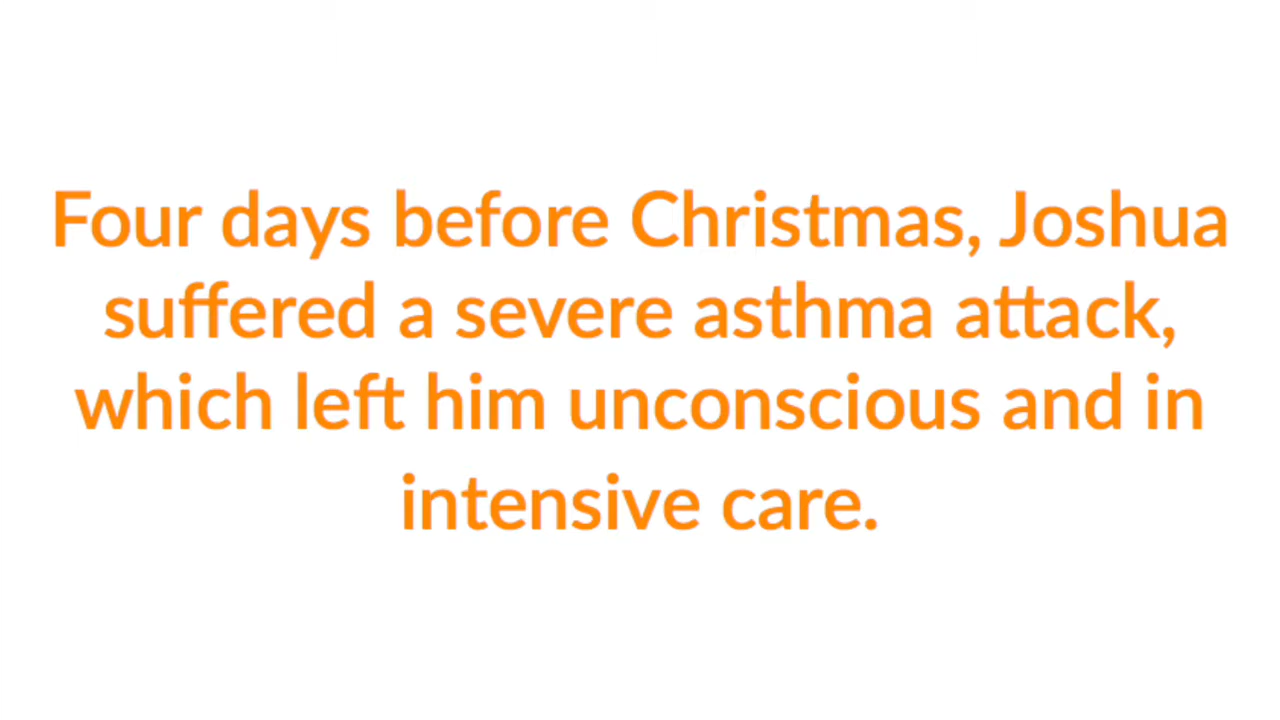 Four days before Christmas, Joshua
suffered a severe asthma attack,
which left him unconscious and in
intensive care.